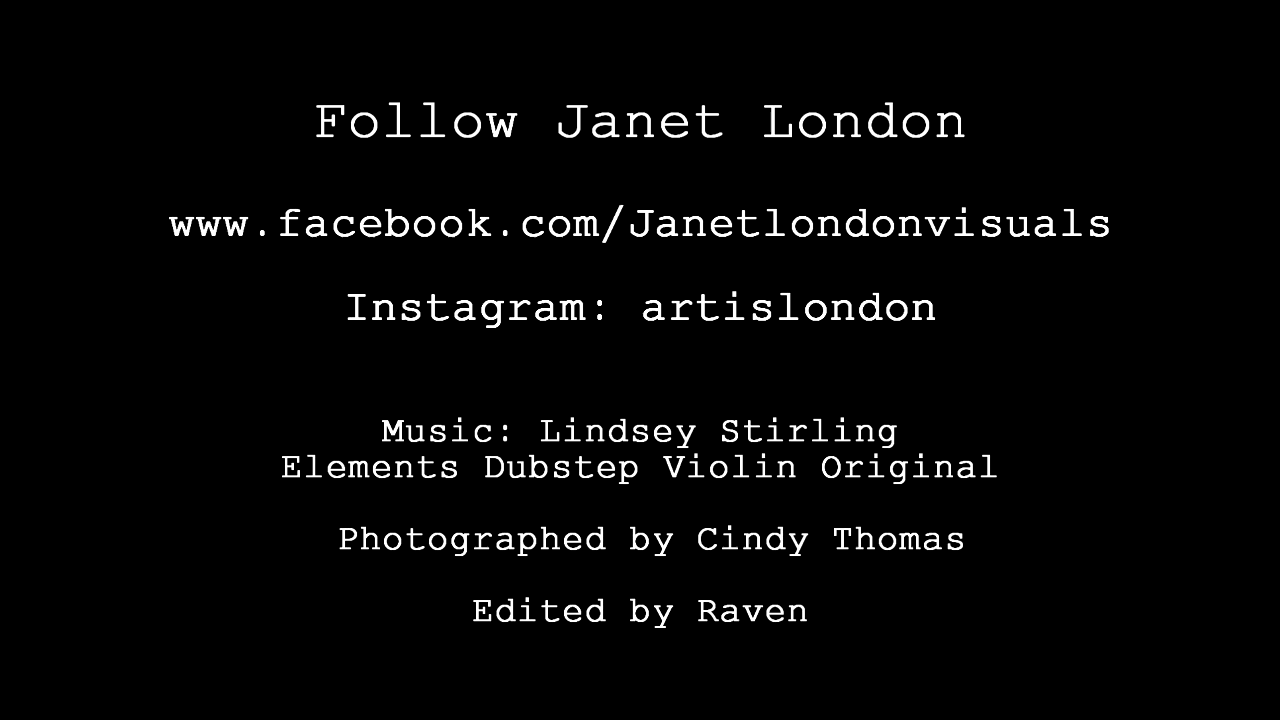 Follow Janet London
www.facebook.com/Janetlondonvisuals
Instagram: artislondon
Music: Lindsey Stirling
Elements Dubstep Violin Original
Photographed by Cindy Thomas
Edited by Raven